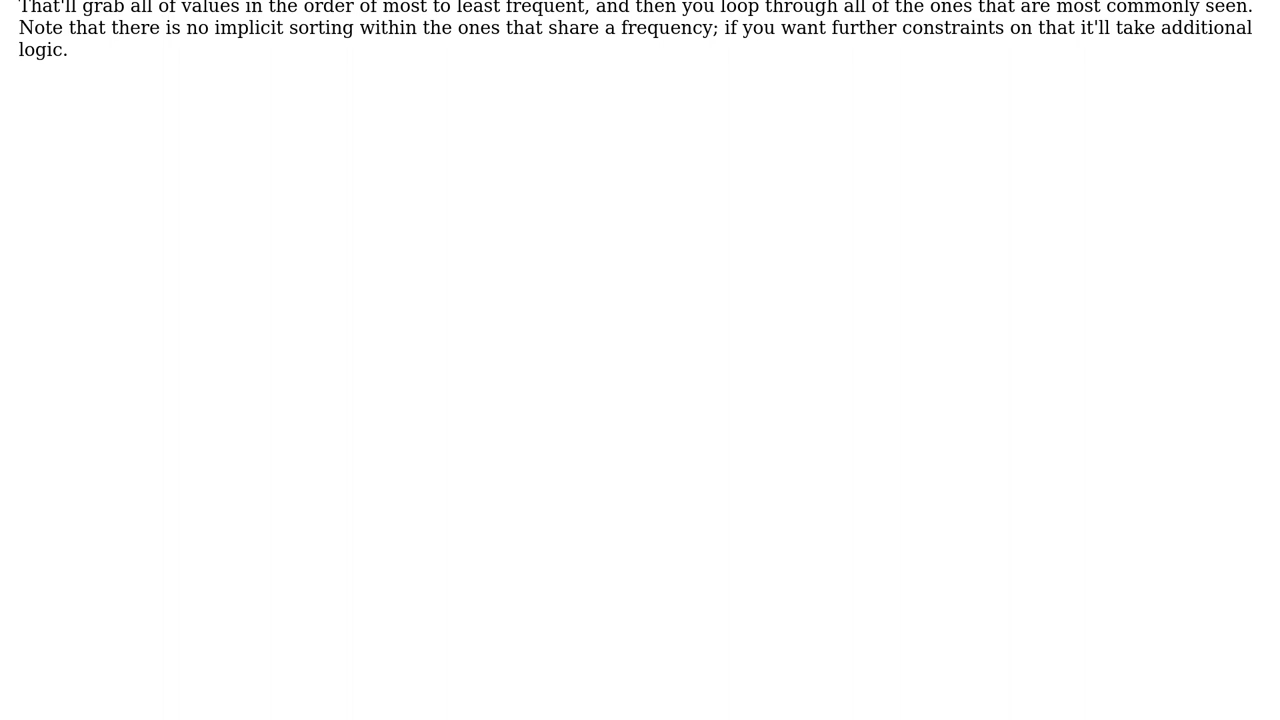 That'll grab all of values in the order of most to least frequent, and then you loop through all of the ones that are most commonly seen.
Note that there is no implicit sorting within the ones that share a frequency; if you want further constraints on that it'll take additional
logic.